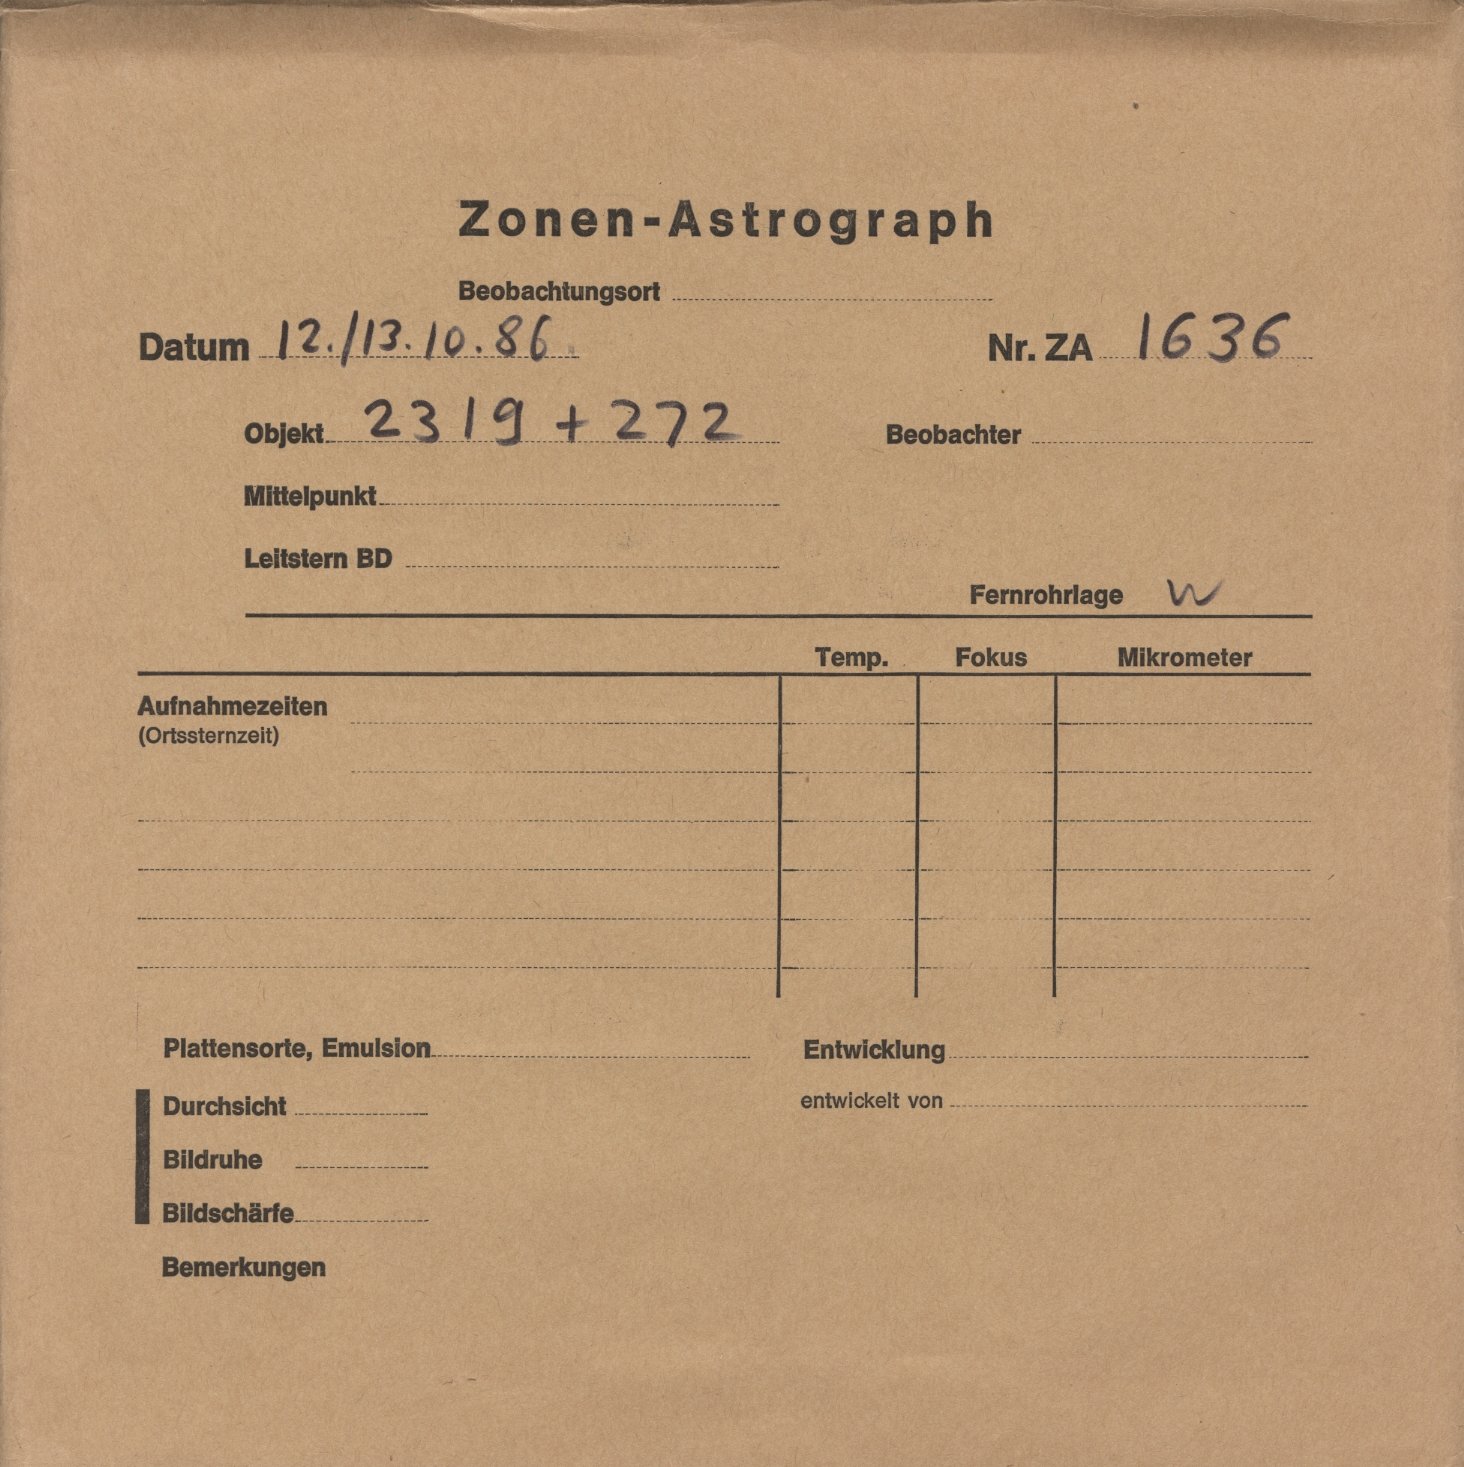 Zonen-Astrograph
Beobachtungsort
Datum 12./13.10.86 Nr. ZA 1636
Objekt 2319 + 272 Beobachter
Mittelpunkt
Leitstern BD
Fernrohrlage W
Temp. Fokus Mikrometer
Aufnahmezeiten
(Ortssternzeit)
Plattensorte, Emulsion Entwicklung
Durchsicht entwickelt von
Bildruhe
Bildschärfe
Bemerkungen